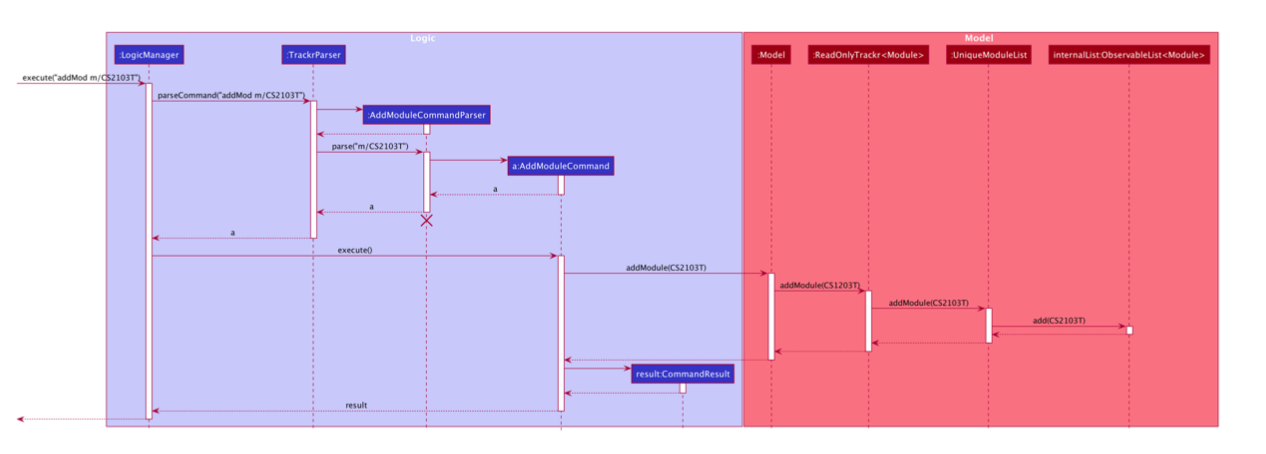 Logic
Model
:LogicManager
:TrackrParser
:Model
:ReadOnlyTrackr<Module>
:UniqueModuleList
internalList:ObservableList<Module>
execute("addMod m/CS2103T")
parseCommand("addMod m/CS2103T")
:AddModuleCommandParser
parse("m/CS2103T")
a:AddModuleCommand
a
a
a
execute()
addModule(CS2103T)
addModule(CS1203T)
addModule(CS2103T)
add(CS2103T)
result:CommandResult
result